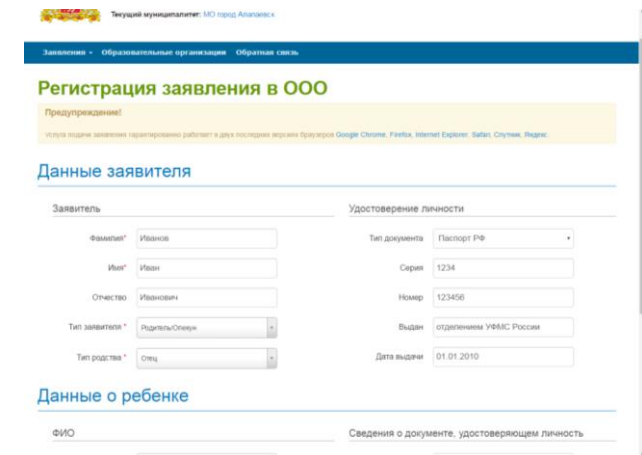 Текущий муниципалитет: МО город Алапаевск
Заявления Образовательные организации Обратная связь
Регистрация заявления в ООО
Предупреждение!
Услуга подачи заявления гарантированно работает в двух последних версиях браузеров Google Chrome, Firefox, Internet Explorer, Safari, Спутник, Яндекс.
Данные заявителя
Заявитель
Удостоверение личности
Фамилия* Иванов
Тип документа Паспорт РФ
Имя* Иван
Серия 1234
Отчество Иванович
Номер 123456
Тип заявителя * Родитель/Опекун
Выдан отделением УФМС России
Тип родства * Отец
Дата выдачи 01.01.2010
Данные о ребенке
ФИО
Сведения о документе, удостоверяющем личность